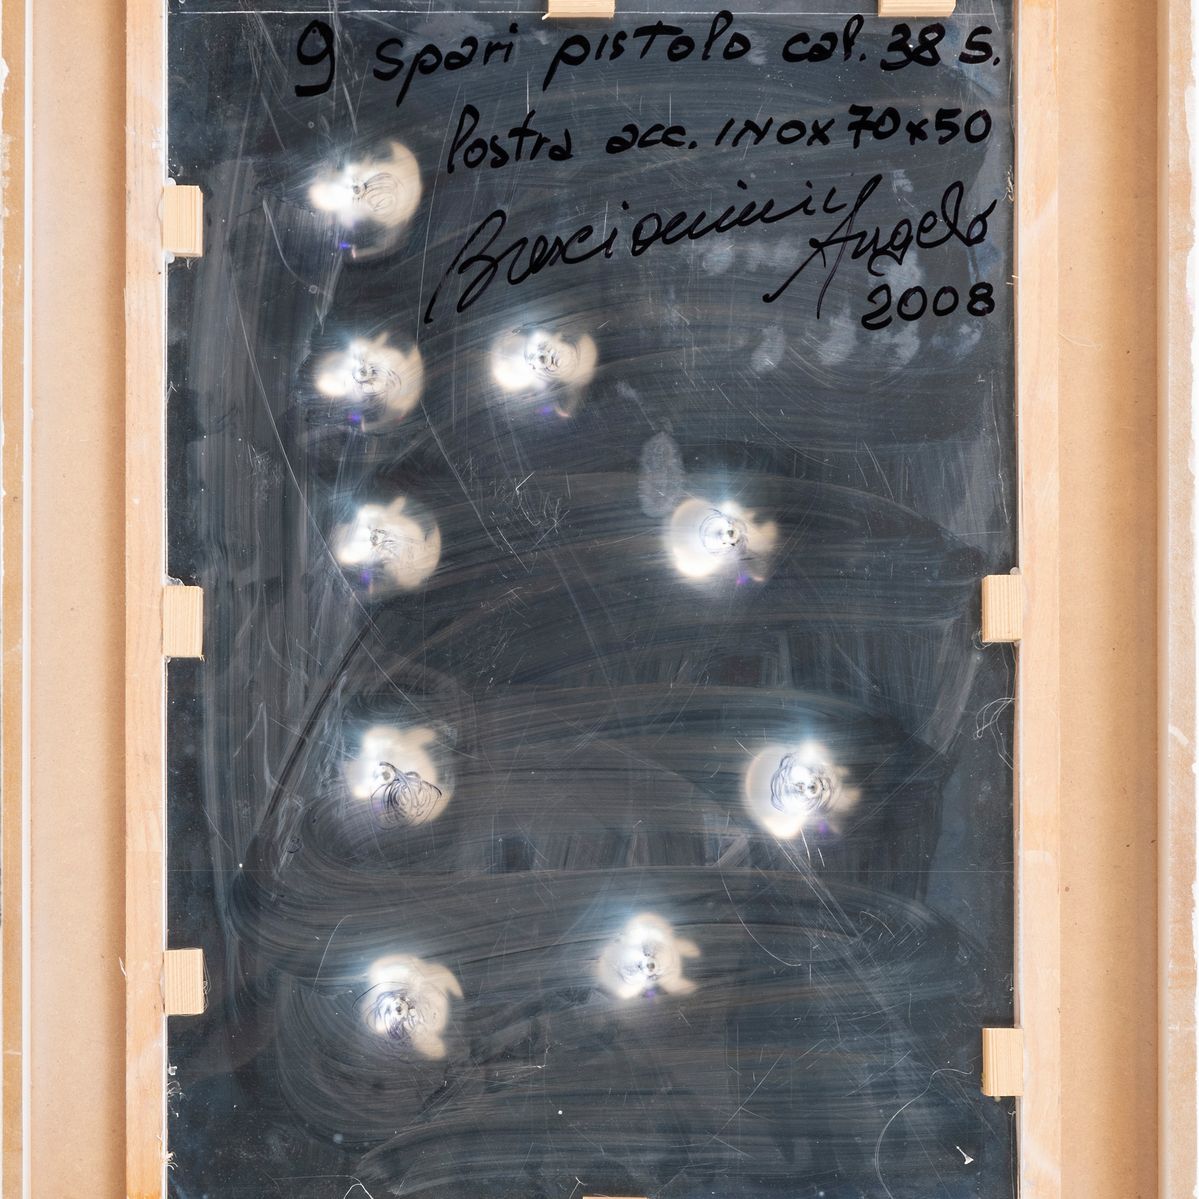 9 spari pistola cal. 38 S.
lastra acc. INOX 70x50
Brescianini Angelo
2008